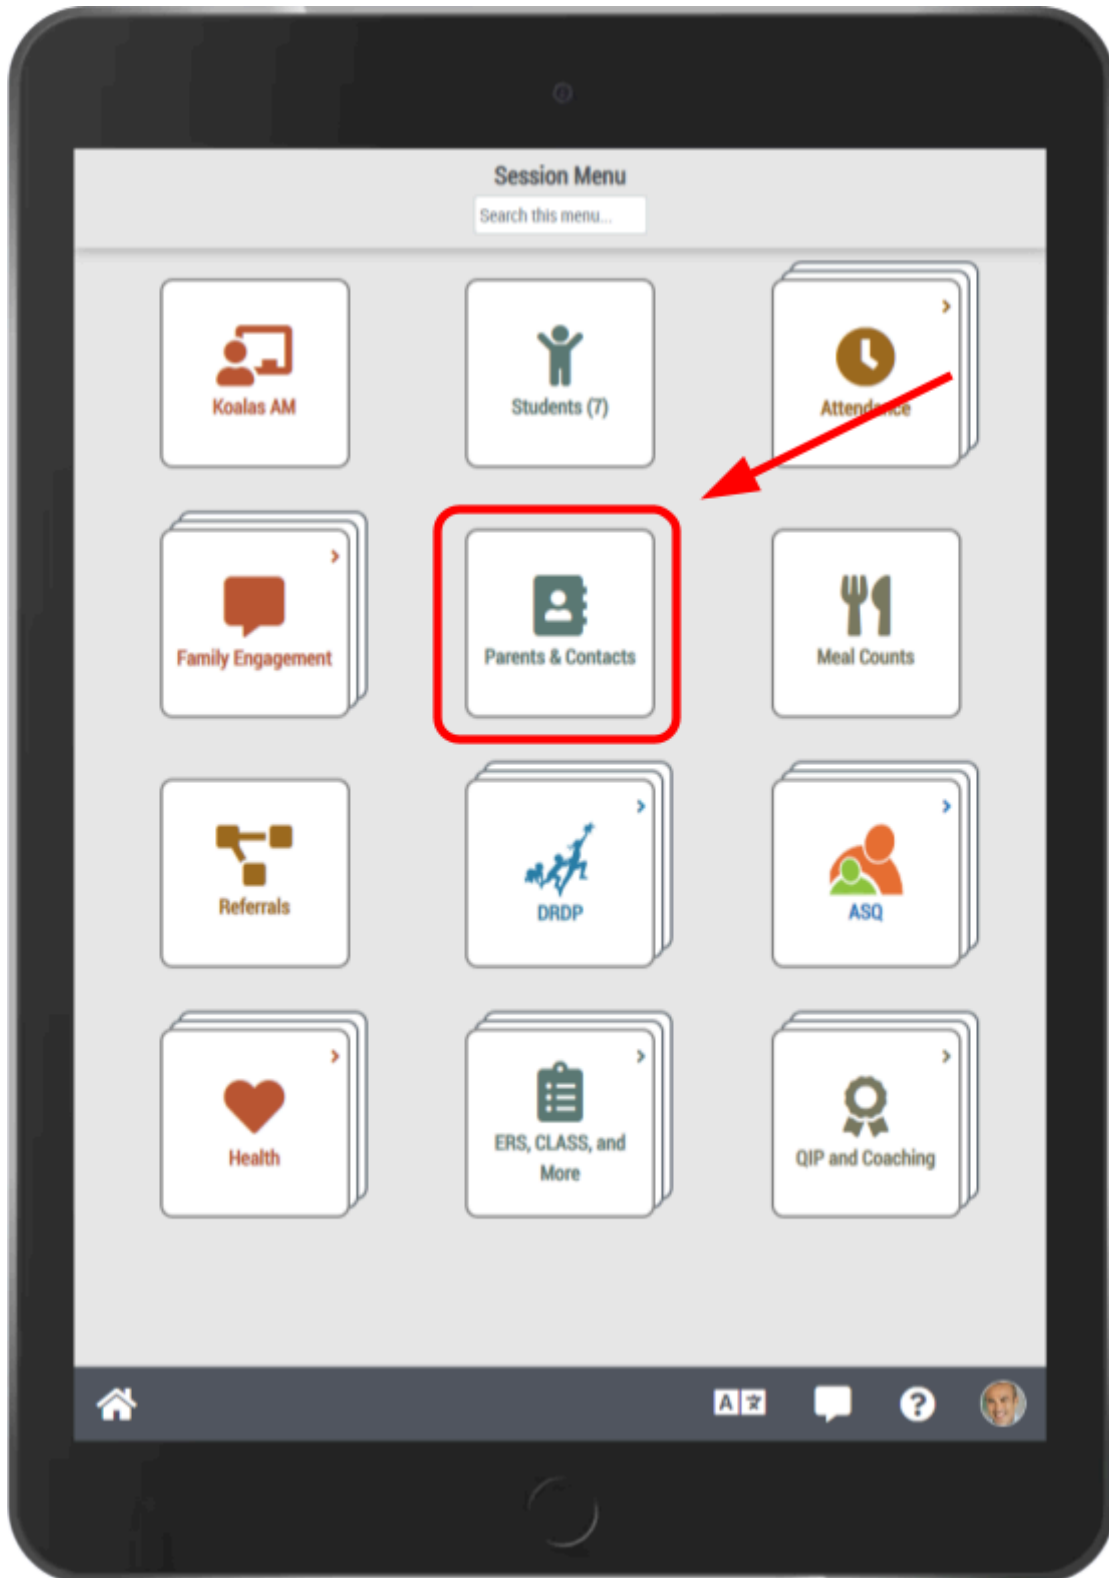 Session Menu
Search this menu...
Koalas AM
Students (7)
Attendance
Family Engagement
Parents & Contacts
Meal Counts
Referrals
DRDP
ASQ
Health
ERS, CLASS, and
More
QIP and Coaching
A